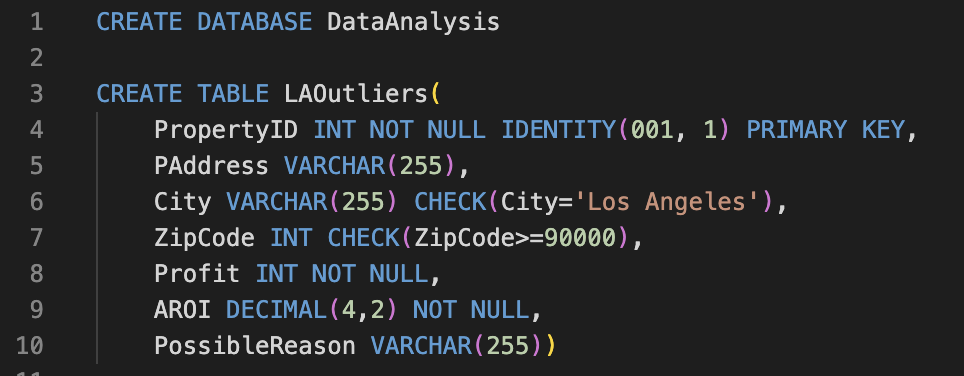 1 CREATE DATABASE DataAnalysis
2
3 CREATE TABLE LAOutliers(
4 PropertyID INT NOT NULL IDENTITY(001, 1) PRIMARY KEY,
5 PAddress VARCHAR(255),
6 City VARCHAR(255) CHECK(City='Los Angeles'),
7 ZipCode INT CHECK(ZipCode>=90000),
8 Profit INT NOT NULL,
9 AROI DECIMAL(4,2) NOT NULL,
10 PossibleReason VARCHAR(255))